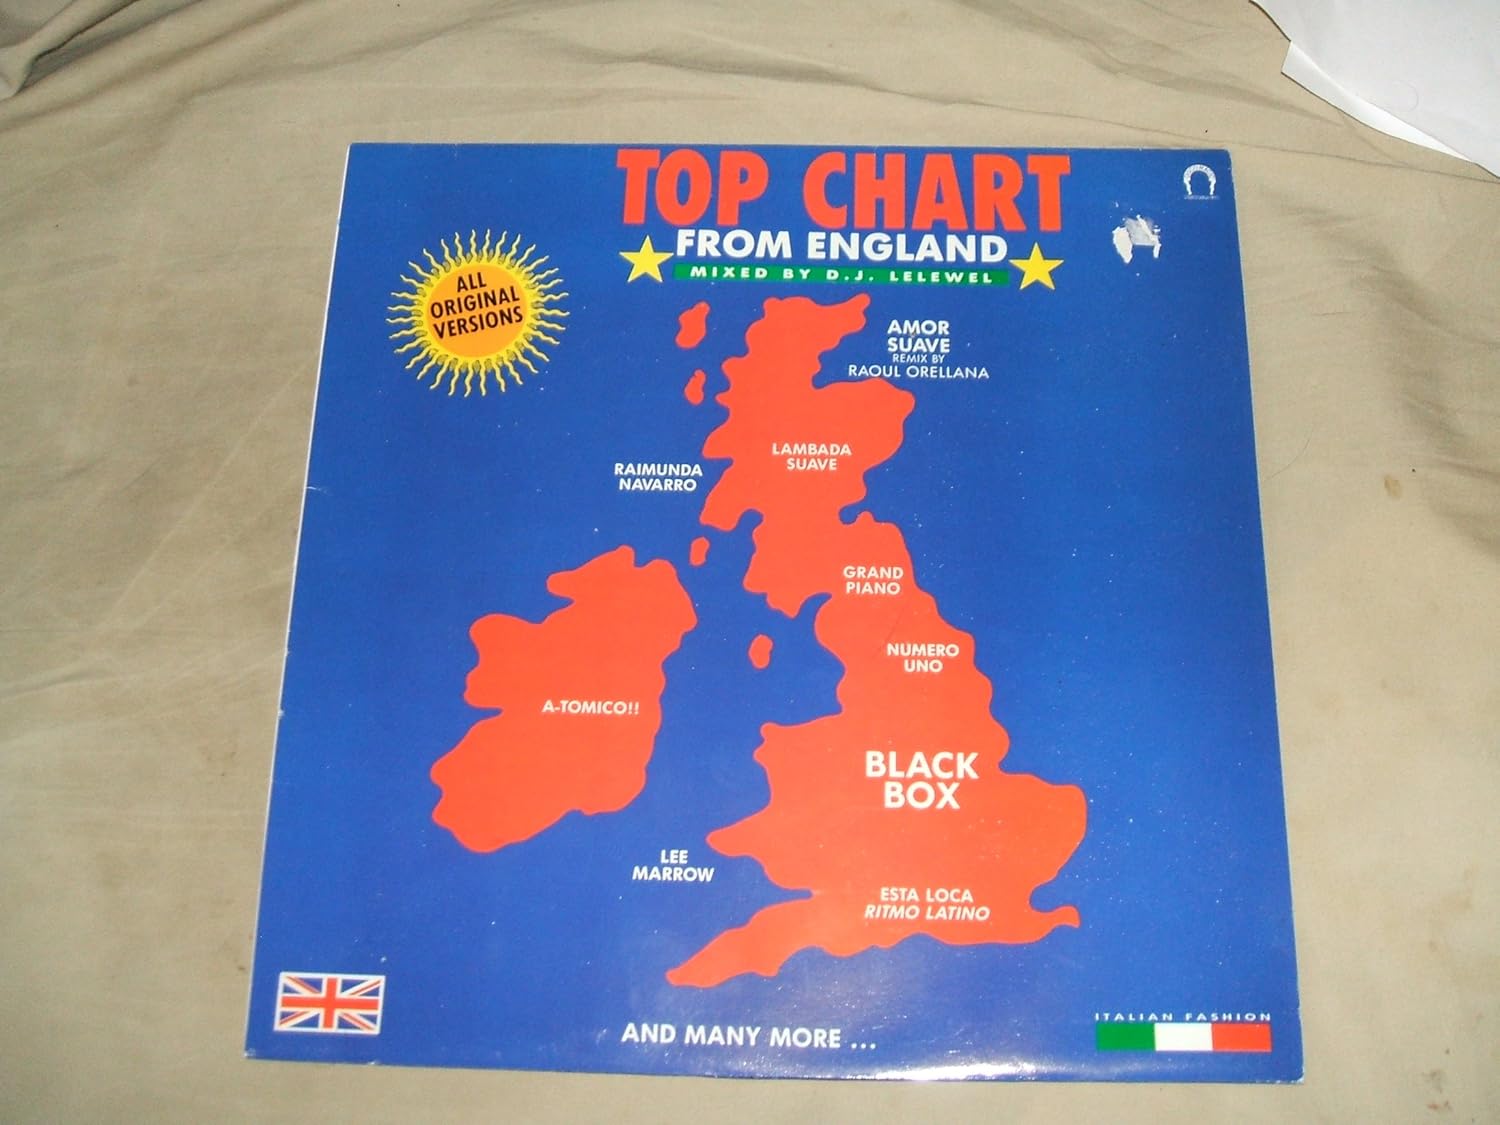 TOP CHART
FROM ENGLAND
MIXED BY D.J. LELEWEL
ALL
ORIGINAL
VERSIONS
AMOR
SUAVE
REMIX BY
RAOUL ORELLANA
LAMBADA
SUAVE
RAIMUNDA
NAVARRO
GRAND
PIANO
NUMERO
UNO
A-TOMICO!!
BLACK
BOX
LEE
MARROW
ESTA LOCA
RITMO LATINO
AND MANY MORE ...
ITALIAN FASHION